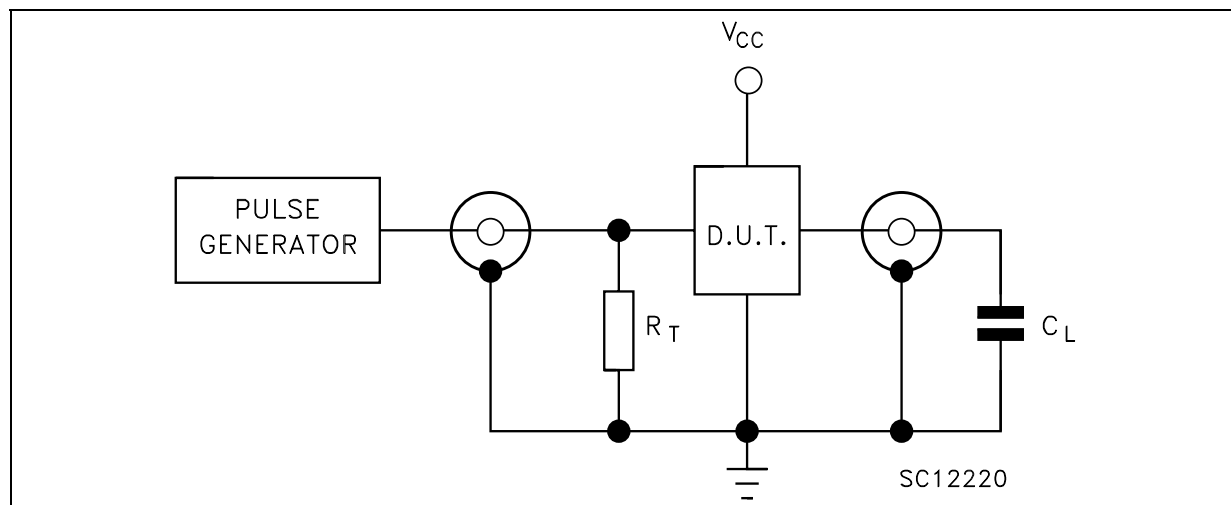 VCC
PULSE
GENERATOR
D.U.T.
RT
CL
SC12220